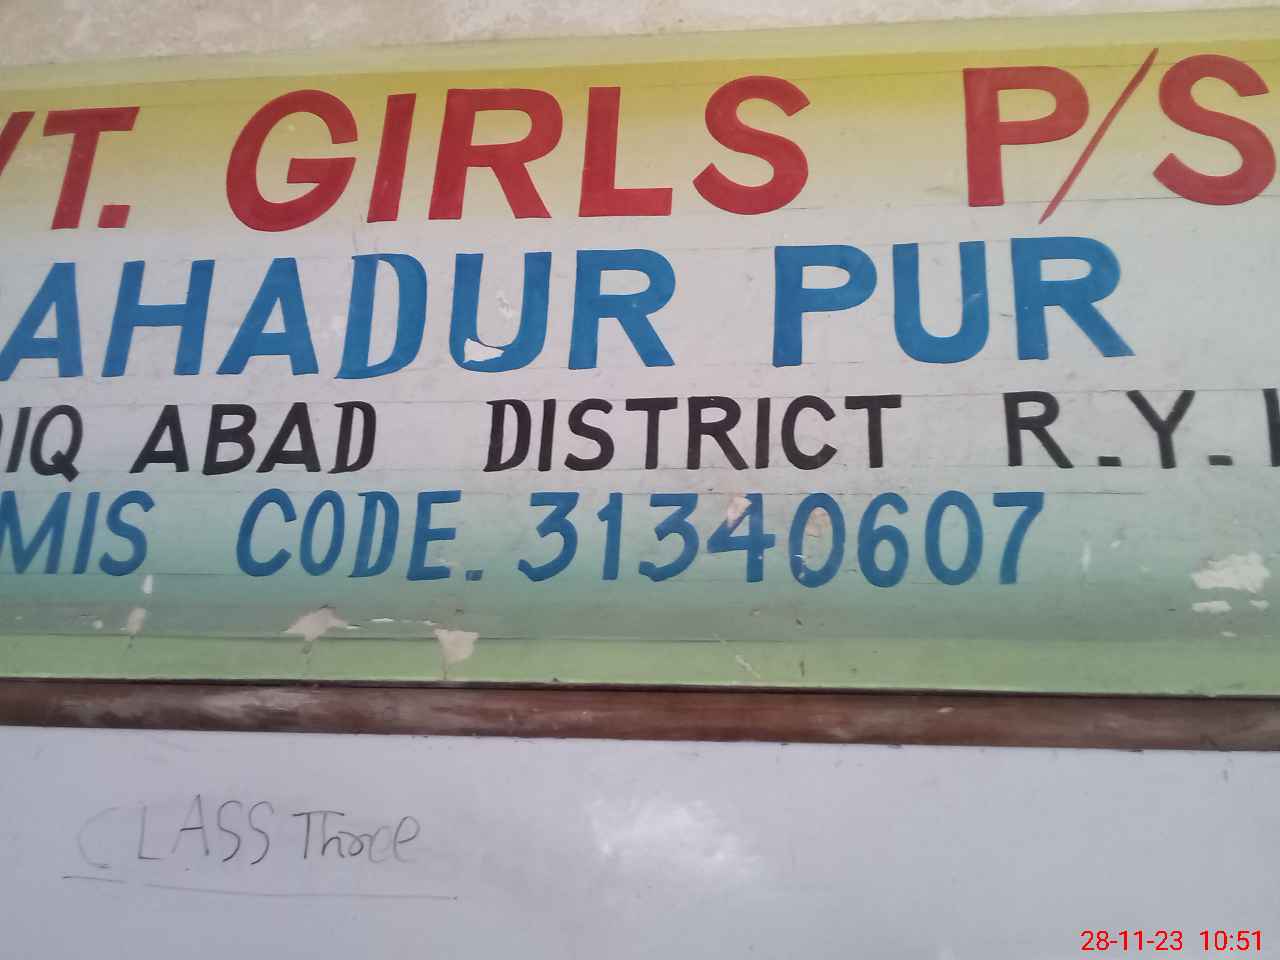 VT. GIRLS P/S
AHADUR PUR
DIQ ABAD DISTRICT R.Y.
MIS CODE. 31340607
CLASS Three
28-11-23 10:51